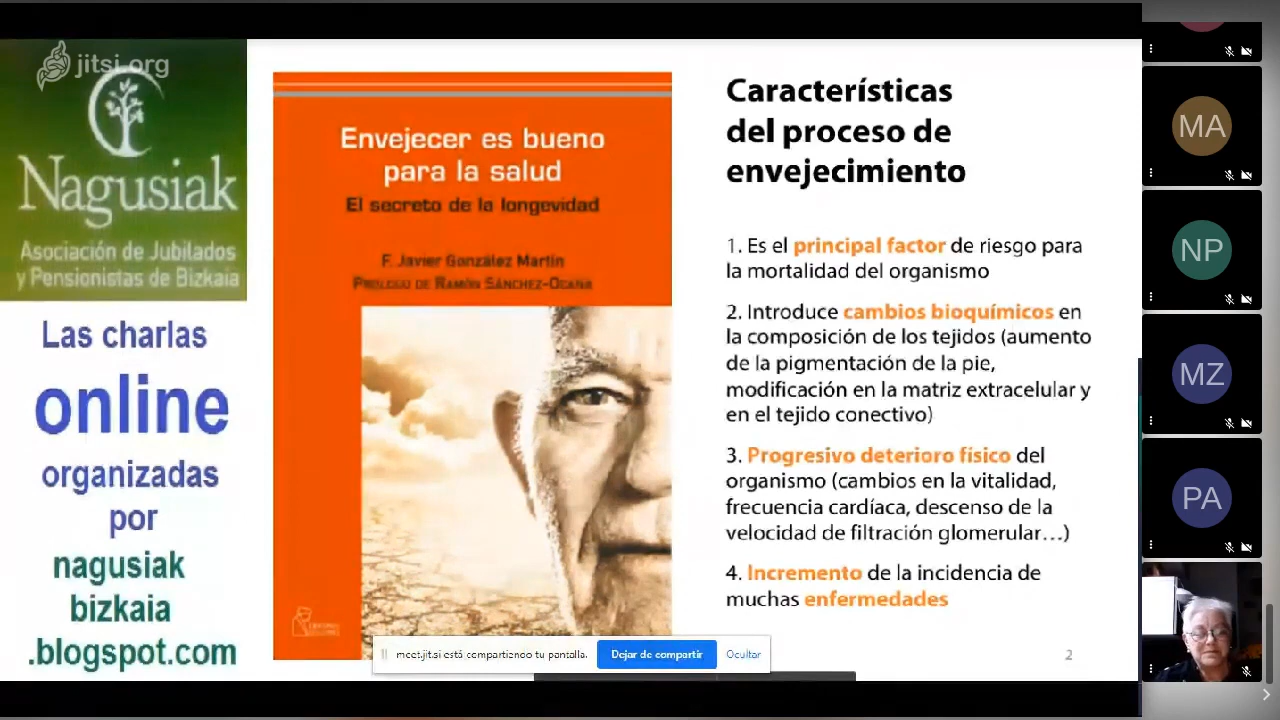 jitsi.org
Nagusiak
Asociación de Jubilados
y Pensionistas de Bizkaia
Las charlas
online
organizadas
por
nagusiak
bizkaia
.blogspot.com
Envejecer es bueno
para la salud
El secreto de la longevidad
F. Javier González Martín
Prólogo de Ramón Sánchez-Ocaña
Características
del proceso de
envejecimiento
1. Es el principal factor de riesgo para
la mortalidad del organismo
2. Introduce cambios bioquímicos en
la composición de los tejidos (aumento
de la pigmentación de la pie,
modificación en la matriz extracelular y
en el tejido conectivo)
3. Progresivo deterioro físico del
organismo (cambios en la vitalidad,
frecuencia cardíaca, descenso de la
velocidad de filtración glomerular…)
4. Incremento de la incidencia de
muchas enfermedades
2
meet.jit.si está compartiendo tu pantalla.
Dejar de compartir
Ocultar
MA
NP
MZ
PA